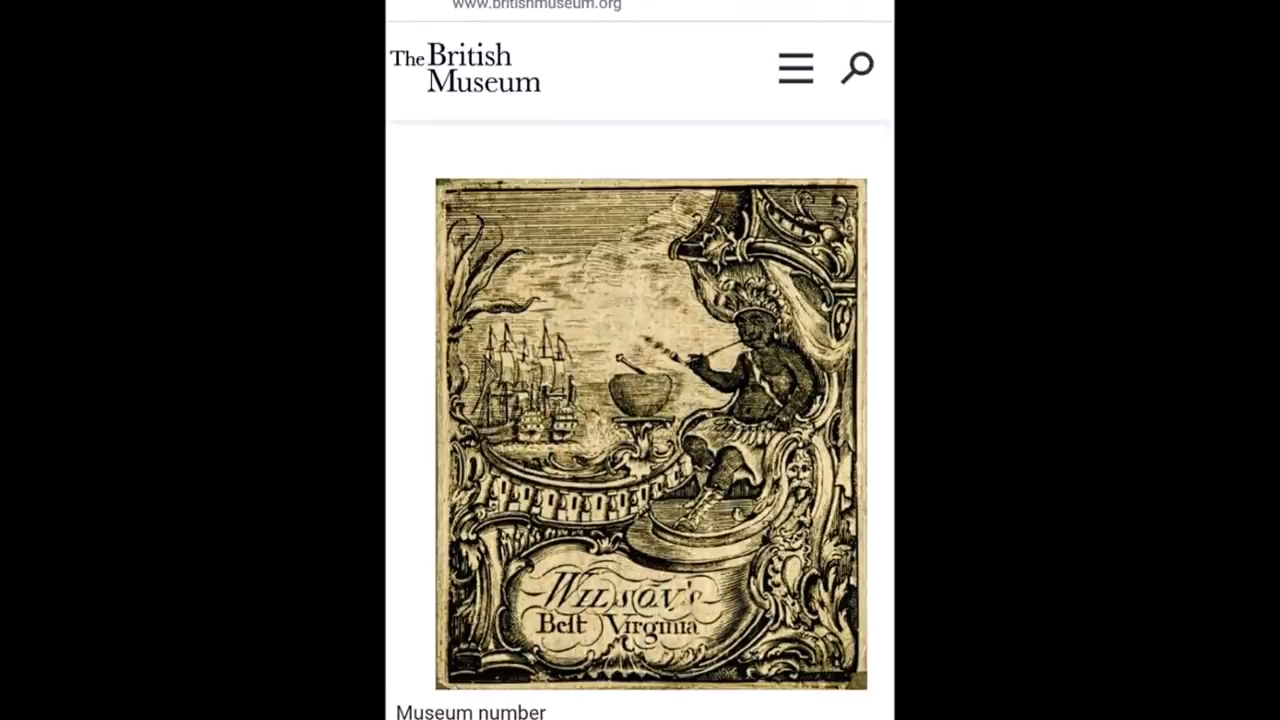 www.britishmuseum.org
The British
Museum
WILSON's
Beſt Virginia
Museum number